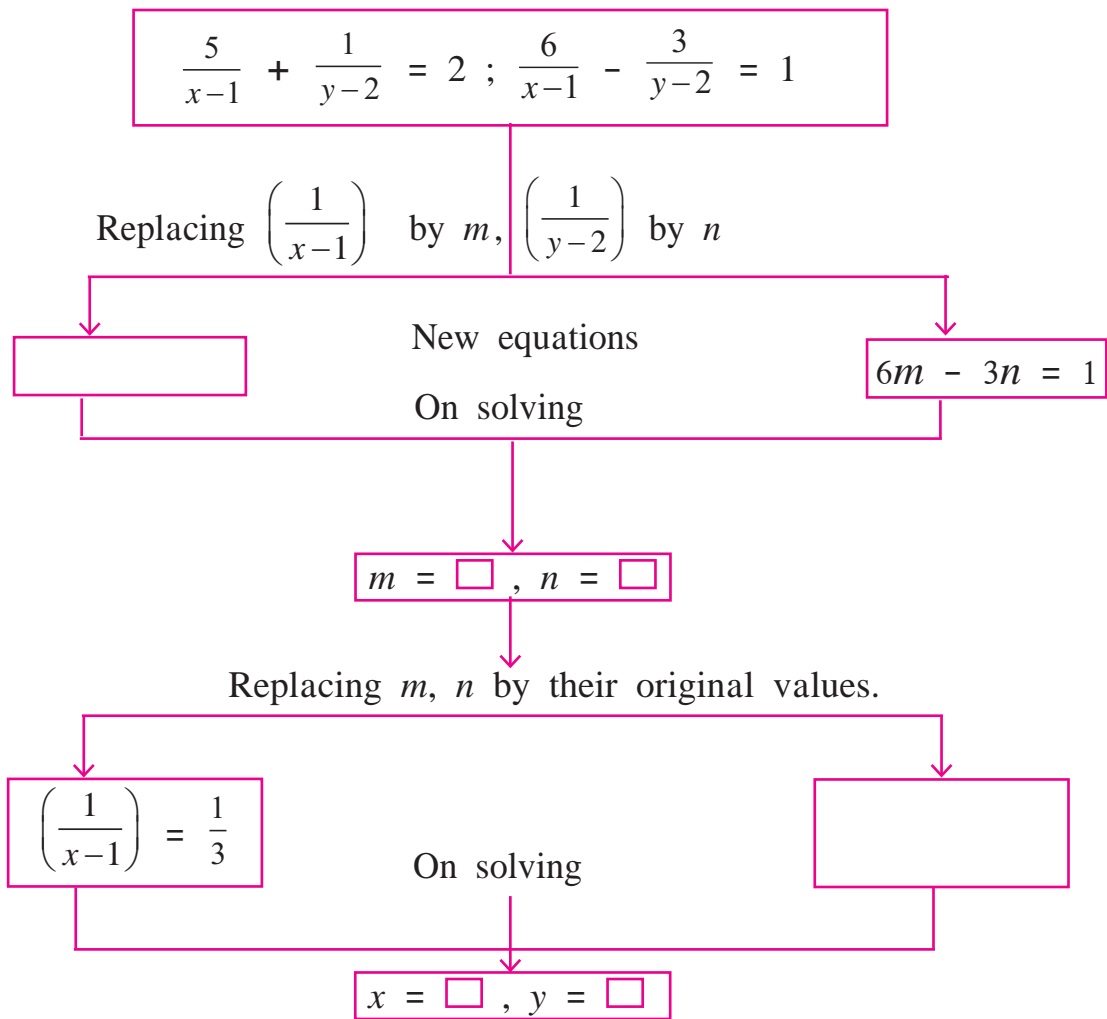 5/(x−1) + 1/(y−2) = 2 ; 6/(x−1) - 3/(y−2) = 1
Replacing (1/(x−1)) by m, (1/(y−2)) by n
New equations
6m - 3n = 1
On solving
m = □ , n = □
Replacing m, n by their original values.
(1/(x−1)) = 1/3
On solving
x = □ , y = □